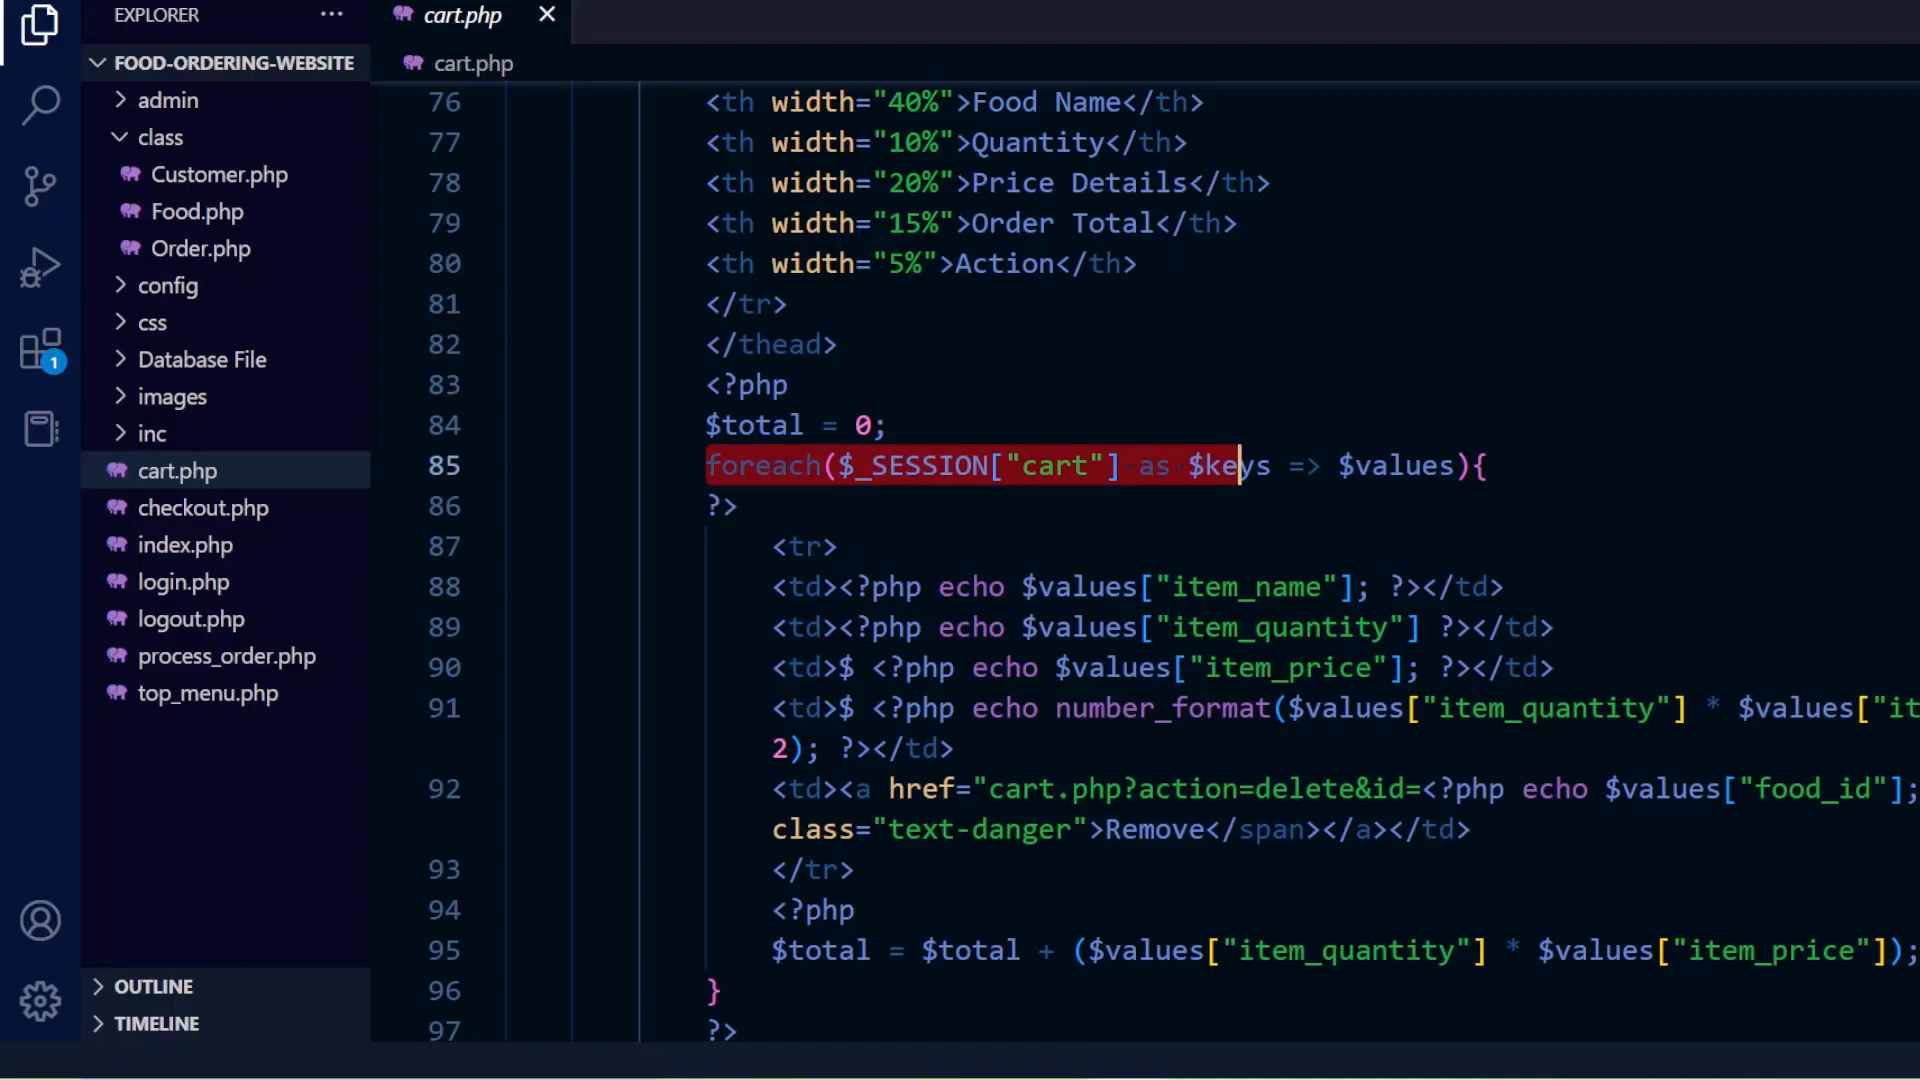 EXPLORER
FOOD-ORDERING-WEBSITE
admin
class
Customer.php
Food.php
Order.php
config
css
Database File
images
inc
cart.php
checkout.php
index.php
login.php
logout.php
process_order.php
top_menu.php
OUTLINE
TIMELINE
1
cart.php
cart.php
76 <th width="40%">Food Name</th>
77 <th width="10%">Quantity</th>
78 <th width="20%">Price Details</th>
79 <th width="15%">Order Total</th>
80 <th width="5%">Action</th>
81 </tr>
82 </thead>
83 <?php
84 $total = 0;
85 foreach($_SESSION["cart"] as $keys => $values){
86 ?>
87 <tr>
88 <td><?php echo $values["item_name"]; ?></td>
89 <td><?php echo $values["item_quantity"] ?></td>
90 <td>$ <?php echo $values["item_price"]; ?></td>
91 <td>$ <?php echo number_format($values["item_quantity"] * $values["it
2); ?></td>
92 <td><a href="cart.php?action=delete&id=<?php echo $values["food_id"];
class="text-danger">Remove</span></a></td>
93 </tr>
94 <?php
95 $total = $total + ($values["item_quantity"] * $values["item_price"]);
96 }
97 ?>